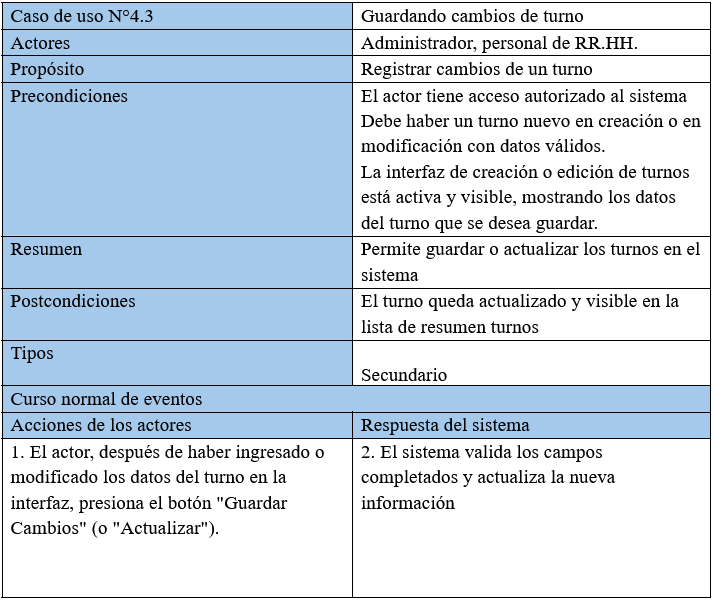 Caso de uso N°4.3
Guardando cambios de turno
Actores
Administrador, personal de RR.HH.
Propósito
Registrar cambios de un turno
Precondiciones
El actor tiene acceso autorizado al sistema
Debe haber un turno nuevo en creación o en
modificación con datos válidos.
La interfaz de creación o edición de turnos
está activa y visible, mostrando los datos
del turno que se desea guardar.
Resumen
Permite guardar o actualizar los turnos en el
sistema
Postcondiciones
El turno queda actualizado y visible en la
lista de resumen turnos
Tipos
Secundario
Curso normal de eventos
Acciones de los actores
Respuesta del sistema
1. El actor, después de haber ingresado o
modificado los datos del turno en la
interfaz, presiona el botón "Guardar
Cambios" (o "Actualizar").
2. El sistema valida los campos
completados y actualiza la nueva
información